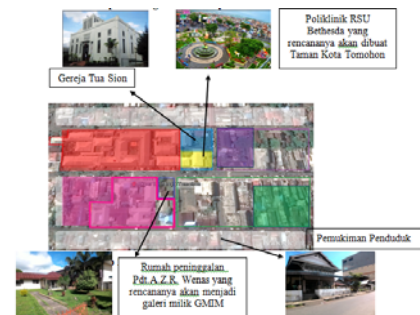 Poliklinik RSU
Bethesda yang
rencananya akan dibuat
Taman Kota Tomohon
Gereja Tua Sion
Pemukiman Penduduk
Rumah peninggalan
Pdt.A.Z.R. Wenas yang
rencananya akan menjadi
galeri milik GMIM